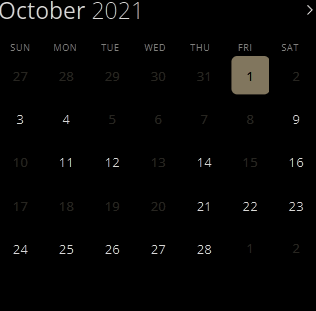 October 2021 >
SUN MON TUE WED THU FRI SAT
27 28 29 30 31 1 2
3 4 5 6 7 8 9
10 11 12 13 14 15 16
17 18 19 20 21 22 23
24 25 26 27 28 1 2